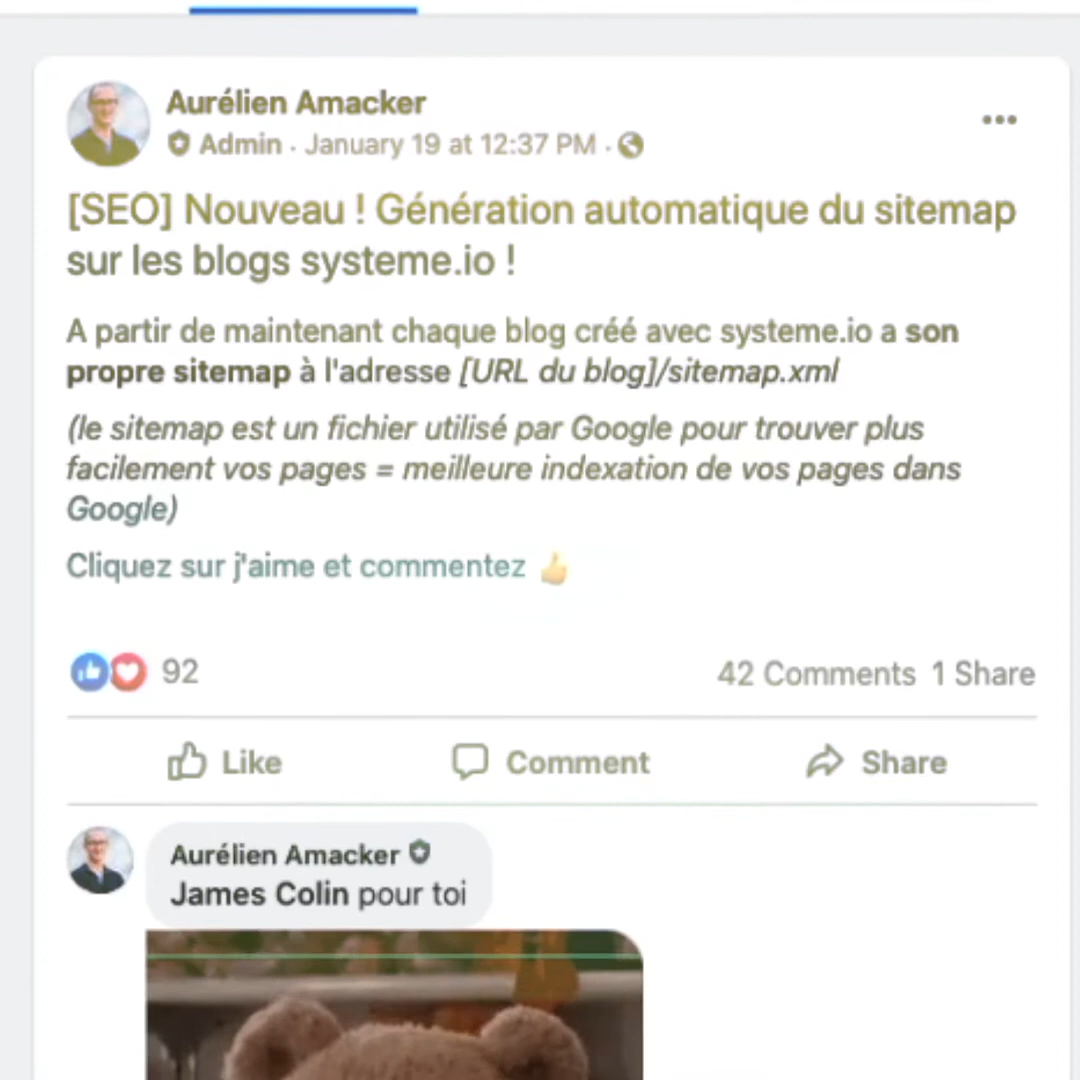 Aurélien Amacker
Admin · January 19 at 12:37 PM ·
[SEO] Nouveau ! Génération automatique du sitemap
sur les blogs systeme.io !
A partir de maintenant chaque blog créé avec systeme.io a son
propre sitemap à l'adresse [URL du blog]/sitemap.xml
(le sitemap est un fichier utilisé par Google pour trouver plus
facilement vos pages = meilleure indexation de vos pages dans
Google)
Cliquez sur j'aime et commentez 👍
92 42 Comments 1 Share
Like Comment Share
Aurélien Amacker
James Colin pour toi